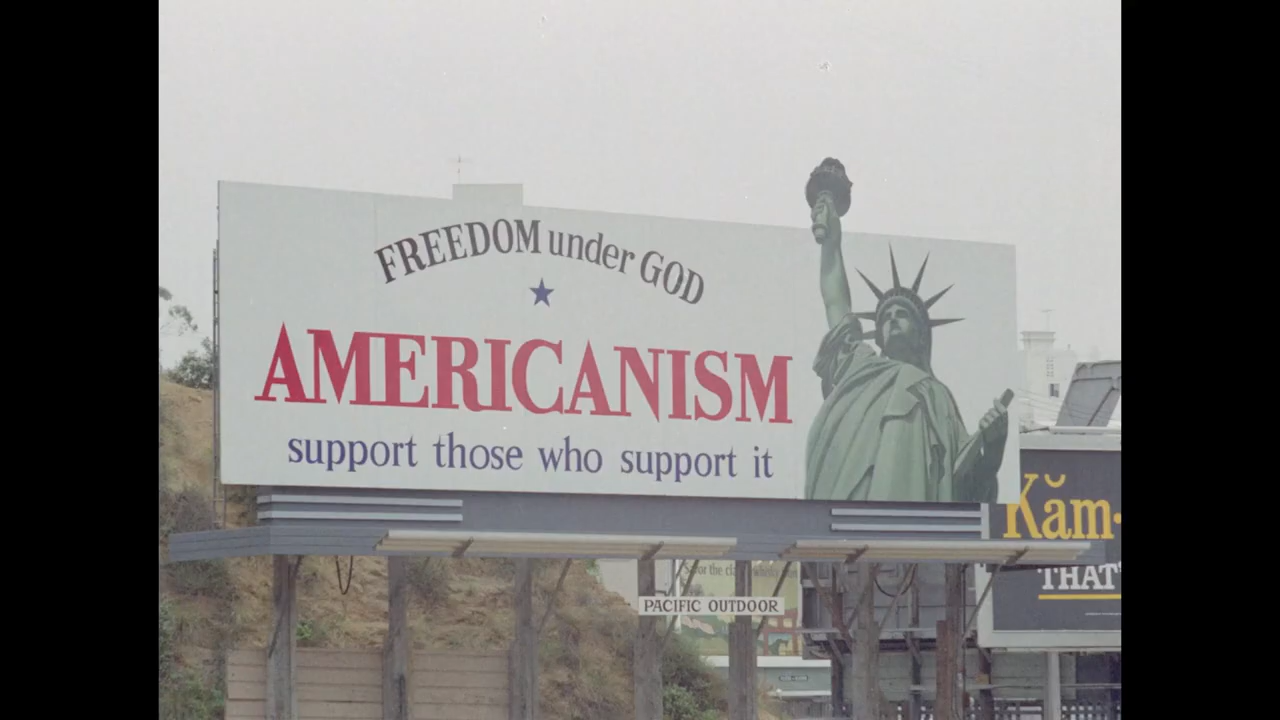 FREEDOM under GOD
AMERICANISM
support those who support it
PACIFIC OUTDOOR
Kăm-
THAT'